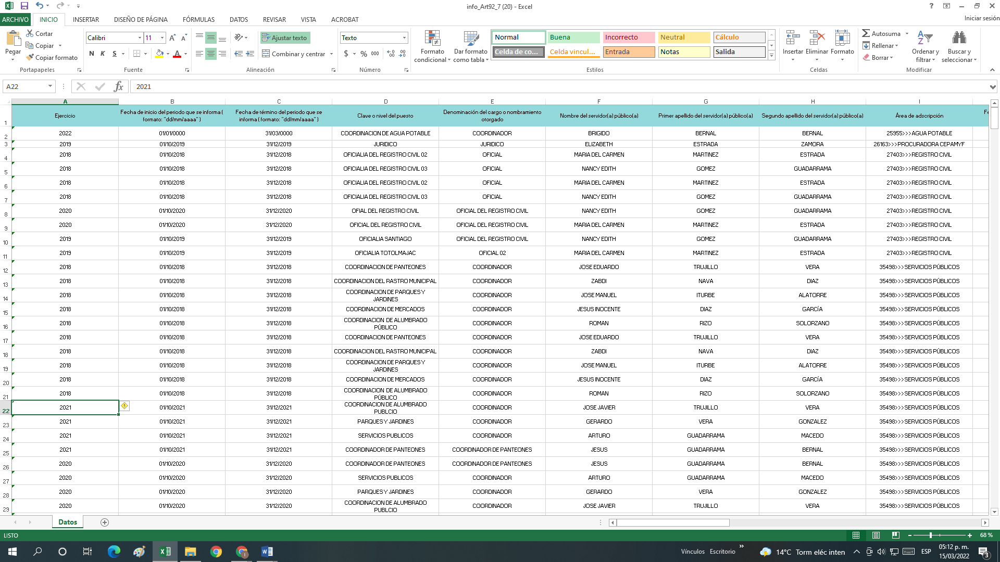 info_Art92_7 (20) - Excel
ARCHIVO INICIO INSERTAR DISEÑO DE PÁGINA FÓRMULAS DATOS REVISAR VISTA ACROBAT Iniciar sesión
Pegar Cortar Copiar Copiar formato
Calibri 11 N K S
Ajustar texto Combinar y centrar
Texto $ % 000
Formato condicional Dar formato como tabla
Normal Buena Incorrecto Neutral Cálculo
Celda de co... Celda vincul... Entrada Notas Salida
Insertar Eliminar Formato
Autosuma Rellenar Borrar
Ordenar y filtrar Buscar y seleccionar
Portapapeles Fuente Alineación Número Estilos Celdas Modificar
A22 fx 2021
A B C D E F G H I
1 Ejercicio Fecha de inicio del periodo que se informa ( formato: "dd/mm/aaaa" ) Fecha de término del periodo que se informa ( formato: "dd/mm/aaaa" ) Clave o nivel del puesto Denominación del cargo o nombramiento otorgado Nombre del servidor(a) público(a) Primer apellido del servidor(a) público(a) Segundo apellido del servidor(a) público(a) Área de adscripción Fe
2 2022 01/01/0000 31/03/0000 COORDINACION DE AGUA POTABLE COORDINADOR BRIGIDO BERNAL BERNAL 25955>>>AGUA POTABLE
3 2019 01/10/2019 31/12/2019 JURIDICO JURIDICO ELIZABETH ESTRADA ZAMORA 26163>>>PROCURADORA CEPAMYF
4 2018 01/10/2018 31/12/2018 OFICIALIA DEL REGISTRO CIVIL 02 OFICIAL MARIA DEL CARMEN MARTINEZ ESTRADA 27403>>>REGISTRO CIVIL
5 2018 01/10/2018 31/12/2018 OFICIALIA DEL REGISTRO CIVIL 03 OFICIAL NANCY EDITH GOMEZ GUADARRAMA 27403>>>REGISTRO CIVIL
6 2018 01/10/2018 31/12/2018 OFICIALIA DEL REGISTRO CIVIL 02 OFICIAL MARIA DEL CARMEN MARTINEZ ESTRADA 27403>>>REGISTRO CIVIL
7 2018 01/10/2018 31/12/2018 OFICIALIA DEL REGISTRO CIVIL 03 OFICIAL NANCY EDITH GOMEZ GUADARRAMA 27403>>>REGISTRO CIVIL
8 2020 01/10/2020 31/12/2020 OFIAL DEL REGISTRO CIVIL OFICIAL DEL REGISTRO CIVIL NANCY EDITH GOMEZ GUADARRAMA 27403>>>REGISTRO CIVIL
9 2020 01/10/2020 31/12/2020 OFICIAL DEL REGISTRO CIVIL OFICIAL DEL REGISTRO CIVIL MARIA DEL CARMEN MARTINEZ ESTRADA 27403>>>REGISTRO CIVIL
10 2019 01/10/2019 31/12/2019 OFICIALIA SANTIAGO OFICIAL DEL REGISTRO CIVIL NANCY EDITH GOMEZ GUADARRAMA 27403>>>REGISTRO CIVIL
11 2019 01/10/2019 31/12/2019 OFICIALIA TOTOLMAJAC OFICIAL 02 MARIA DEL CARMEN MARTINEZ ESTRADA 27403>>>REGISTRO CIVIL
12 2018 01/10/2018 31/12/2018 COORDINACION DE PANTEONES COORDINADOR JOSE EDUARDO TRUJILLO VERA 35498>>>SERVICIOS PÚBLICOS
13 2018 01/10/2018 31/12/2018 COORDINACION DEL RASTRO MUNICIPAL COORDINADOR ZABDI NAVA DIAZ 35498>>>SERVICIOS PÚBLICOS
14 2018 01/10/2018 31/12/2018 COORDINACION DE PARQUES Y JARDINES COORDINADOR JOSE MANUEL ITURBE ALATORRE 35498>>>SERVICIOS PÚBLICOS
15 2018 01/10/2018 31/12/2018 COORDINACION DE MERCADOS COORDINADOR JESUS INOCENTE DIAZ GARCÍA 35498>>>SERVICIOS PÚBLICOS
16 2018 01/10/2018 31/12/2018 COORDINACION DE ALUMBRADO PÚBLICO COORDINADOR ROMAN RIZO SOLORZANO 35498>>>SERVICIOS PÚBLICOS
17 2018 01/10/2018 31/12/2018 COORDINACION DE PANTEONES COORDINADOR JOSE EDUARDO TRUJILLO VERA 35498>>>SERVICIOS PÚBLICOS
18 2018 01/10/2018 31/12/2018 COORDINACION DEL RASTRO MUNICIPAL COORDINADOR ZABDI NAVA DIAZ 35498>>>SERVICIOS PÚBLICOS
19 2018 01/10/2018 31/12/2018 COORDINACION DE PARQUES Y JARDINES COORDINADOR JOSE MANUEL ITURBE ALATORRE 35498>>>SERVICIOS PÚBLICOS
20 2018 01/10/2018 31/12/2018 COORDINACION DE MERCADOS COORDINADOR JESUS INOCENTE DIAZ GARCÍA 35498>>>SERVICIOS PÚBLICOS
21 2018 01/10/2018 31/12/2018 COORDINACION DE ALUMBRADO PÚBLICO COORDINADOR ROMAN RIZO SOLORZANO 35498>>>SERVICIOS PÚBLICOS
22 2021 01/10/2021 31/12/2021 COORDINACION DE ALUMBRADO PUBLCIO COORDINADOR JOSE JAVIER TRUJILLO VERA 35498>>>SERVICIOS PÚBLICOS
23 2021 01/10/2021 31/12/2021 PARQUES Y JARDINES COORDINADOR GERARDO VERA GONZALEZ 35498>>>SERVICIOS PÚBLICOS
24 2021 01/10/2021 31/12/2021 SERVICIOS PUBLICOS COORDINADOR ARTURO GUADARRAMA MACEDO 35498>>>SERVICIOS PÚBLICOS
25 2021 01/10/2021 31/12/2021 COORDINADOR DE PANTEONES COORDINADOR DE PANTEONES JESUS GUADARRAMA BERNAL 35498>>>SERVICIOS PÚBLICOS
26 2020 01/10/2020 31/12/2020 COORDINADOR DE PANTEONES COORDINADOR DE PANTEONES JESUS GUADARRAMA BERNAL 35498>>>SERVICIOS PÚBLICOS
27 2020 01/10/2020 31/12/2020 SERVICIOS PUBLICOS COORDINADOR ARTURO GUADARRAMA MACEDO 35498>>>SERVICIOS PÚBLICOS
28 2020 01/10/2020 31/12/2020 PARQUES Y JARDINES COORDINADOR GERARDO VERA GONZALEZ 35498>>>SERVICIOS PÚBLICOS
29 2020 01/10/2020 31/12/2020 COORDINACION DE ALUMBRADO PUBLCIO COORDINADOR JOSE JAVIER TRUJILLO VERA 35498>>>SERVICIOS PÚBLICOS
Datos
LISTO 68 %
Vínculos Escritorio » 14°C Torm eléc inten ESP 05:12 p. m.
15/03/2022 3